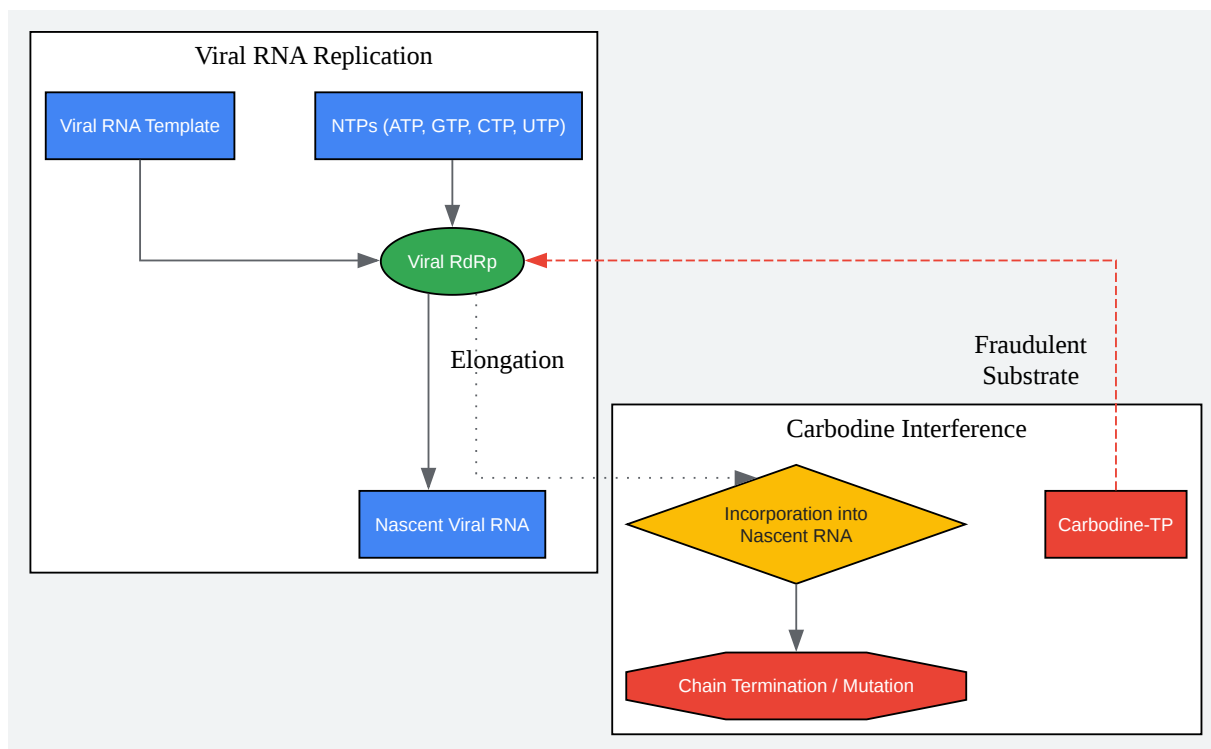 Viral RNA Replication
Viral RNA Template
NTPs (ATP, GTP, CTP, UTP)
Viral RdRp
Elongation
Nascent Viral RNA
Fraudulent
Substrate
Carbodine Interference
Incorporation into
Nascent RNA
Carbodine-TP
Chain Termination / Mutation